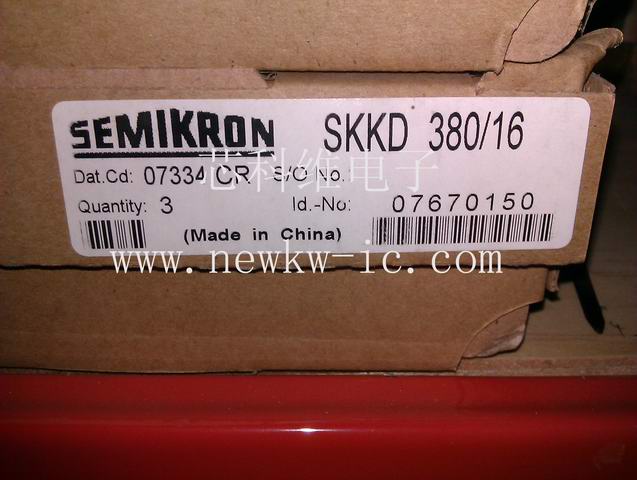 SEMIKRON SKKD 380/16
芯科维电子
Dat.Cd: 07334 CR S/O No.
Quantity: 3 Id.-No: 07670150
(Made in China)
www.newkw-ic.com